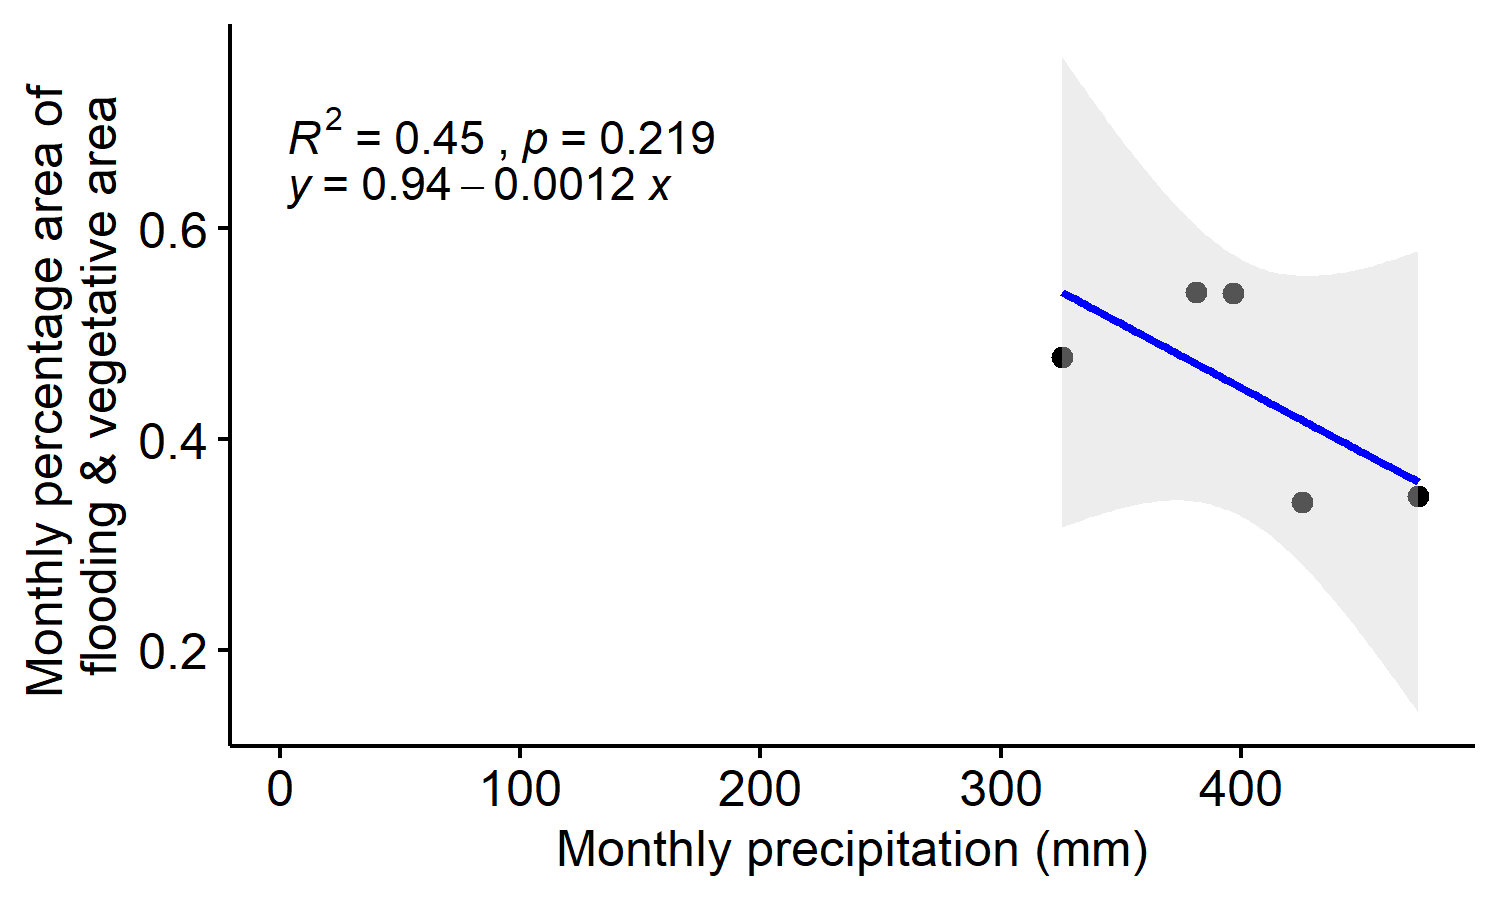 Monthly percentage area of
flooding & vegetative area
R² = 0.45 , p = 0.219
y = 0.94 – 0.0012 x
0.6
0.4
0.2
0 100 200 300 400
Monthly precipitation (mm)